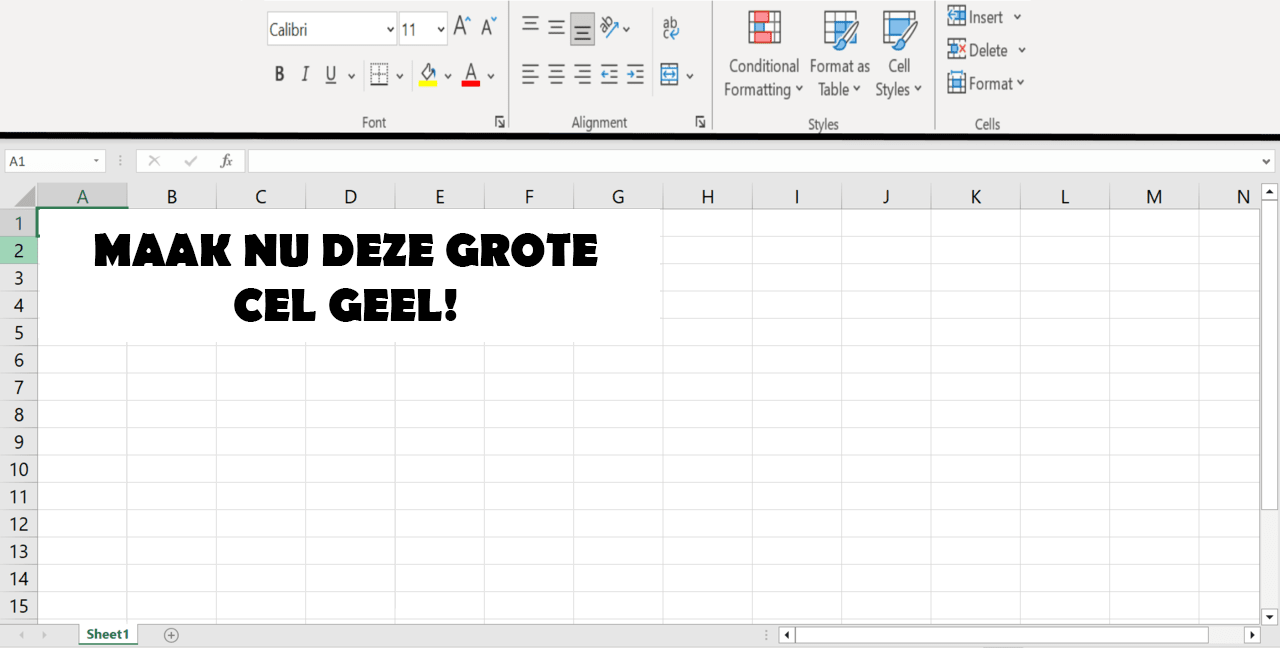 Calibri 11 A A ab
B I U A
Font Alignment
Conditional Formatting Format as Table Cell Styles
Styles
Insert
Delete
Format
Cells
A1 fx
A B C D E F G H I J K L M N
1
MAAK NU DEZE GROTE
2
3
CEL GEEL!
4
5
6
7
8
9
10
11
12
13
14
15
Sheet1